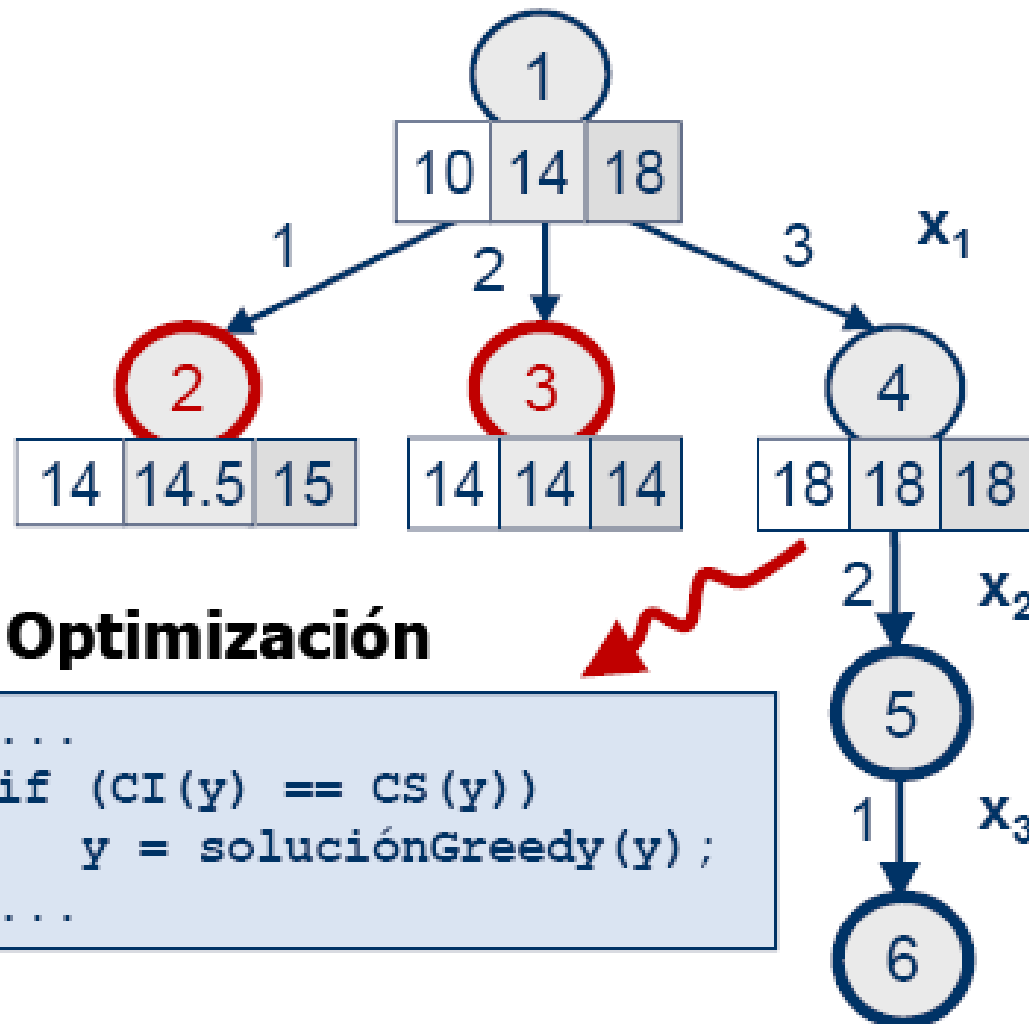 1
10 14 18
1 2 3 x₁
2 3 4
14 14.5 15 14 14 14 18 18 18
2 x₂
Optimización
5
...
if (CI(y) == CS(y))
y = soluciónGreedy(y);
...
1 x₃
6